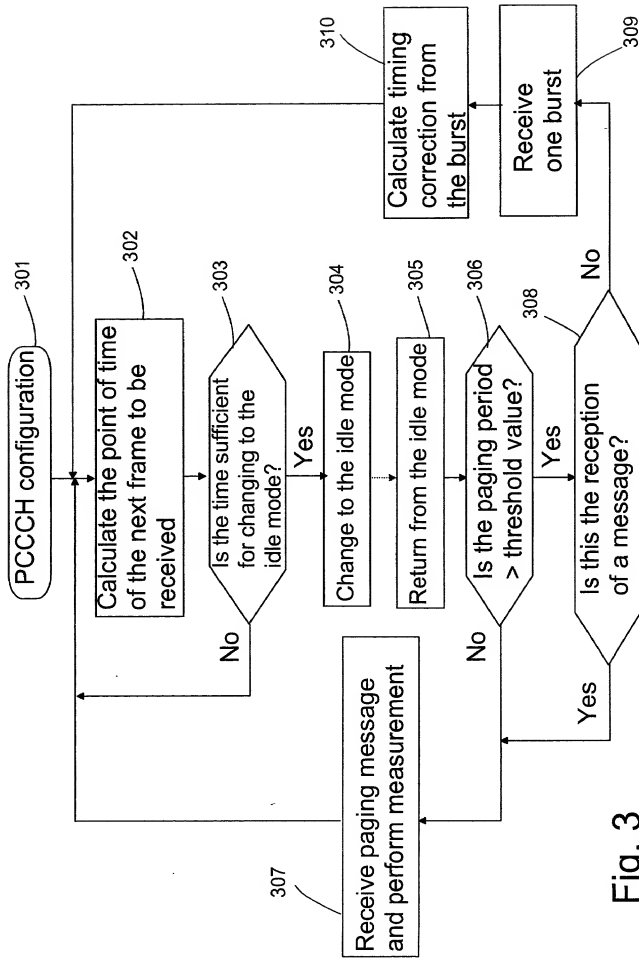 301
PCCCH configuration
302
Calculate the point of time
of the next frame to be
received
303
Is the time sufficient
for changing to the
idle mode?
No
Yes
304
Change to the idle mode
305
Return from the idle mode
306
Is the paging period
> threshold value?
No
Yes
307
Receive paging message
and perform measurement
308
Is this the reception
of a message?
Yes
No
309
Receive
one burst
310
Calculate timing
correction from
the burst
Fig. 3